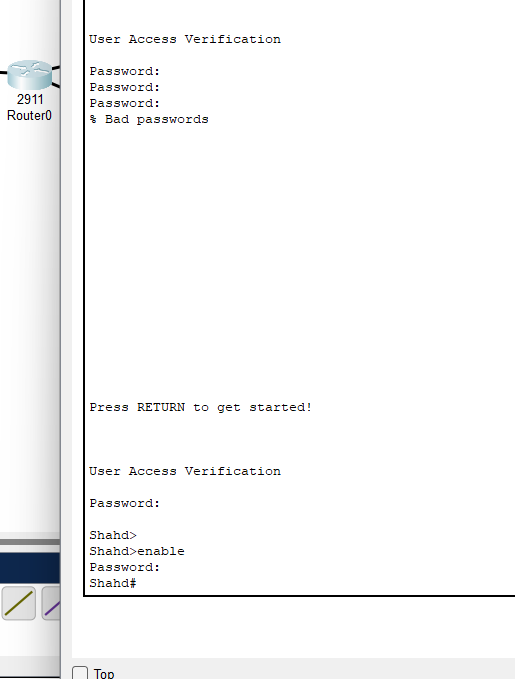 User Access Verification
Password:
Password:
Password:
% Bad passwords
2911
Router0
Press RETURN to get started!
User Access Verification
Password:
Shahd>
Shahd>enable
Password:
Shahd#
Top